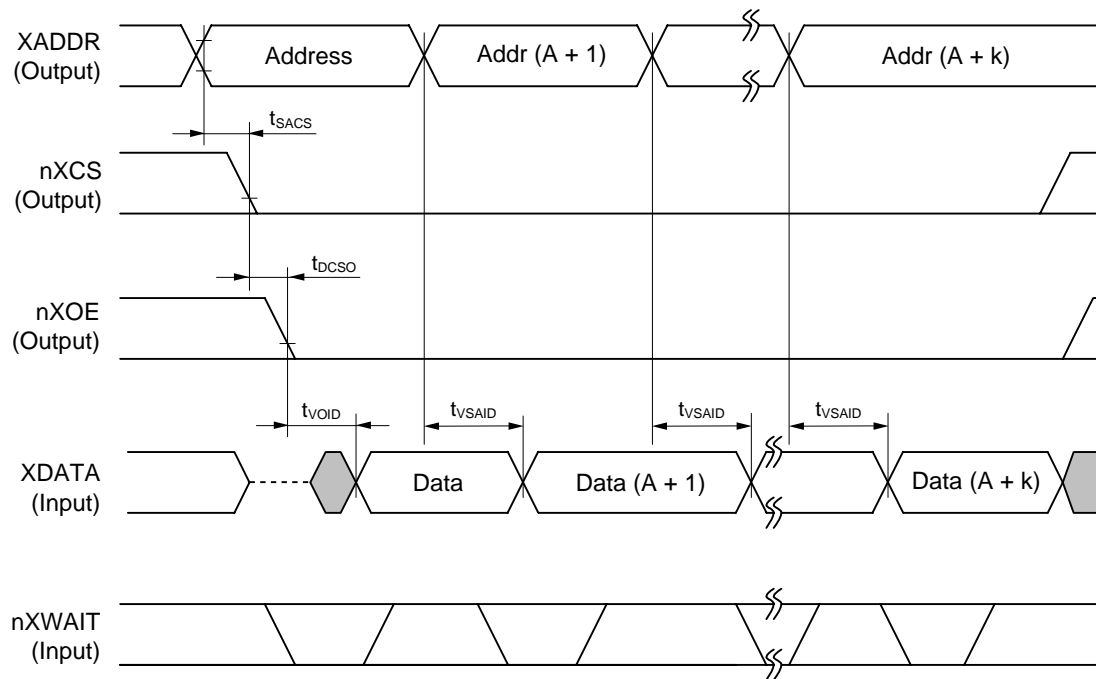 XADDR
(Output)
Address
Addr (A + 1)
Addr (A + k)
tSACS
nXCS
(Output)
tDCSO
nXOE
(Output)
tVOID
tVSAID
tVSAID
tVSAID
XDATA
(Input)
Data
Data (A + 1)
Data (A + k)
nXWAIT
(Input)